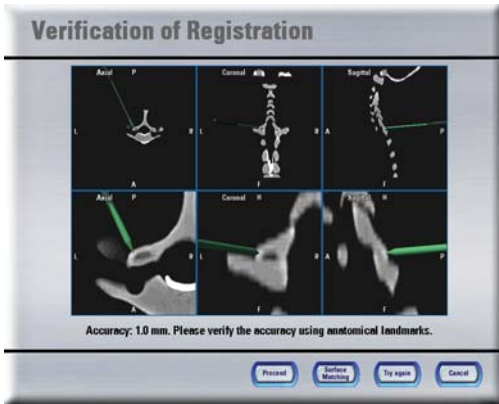 Verification of Registration
Axial P
Coronal H
Sagittal H
L R L R A P
A F F
Axial P
Coronal H
Sagittal H
L R L R A P
A F F
Accuracy: 1.0 mm. Please verify the accuracy using anatomical landmarks.
Proceed
Surface
Matching
Try again
Cancel